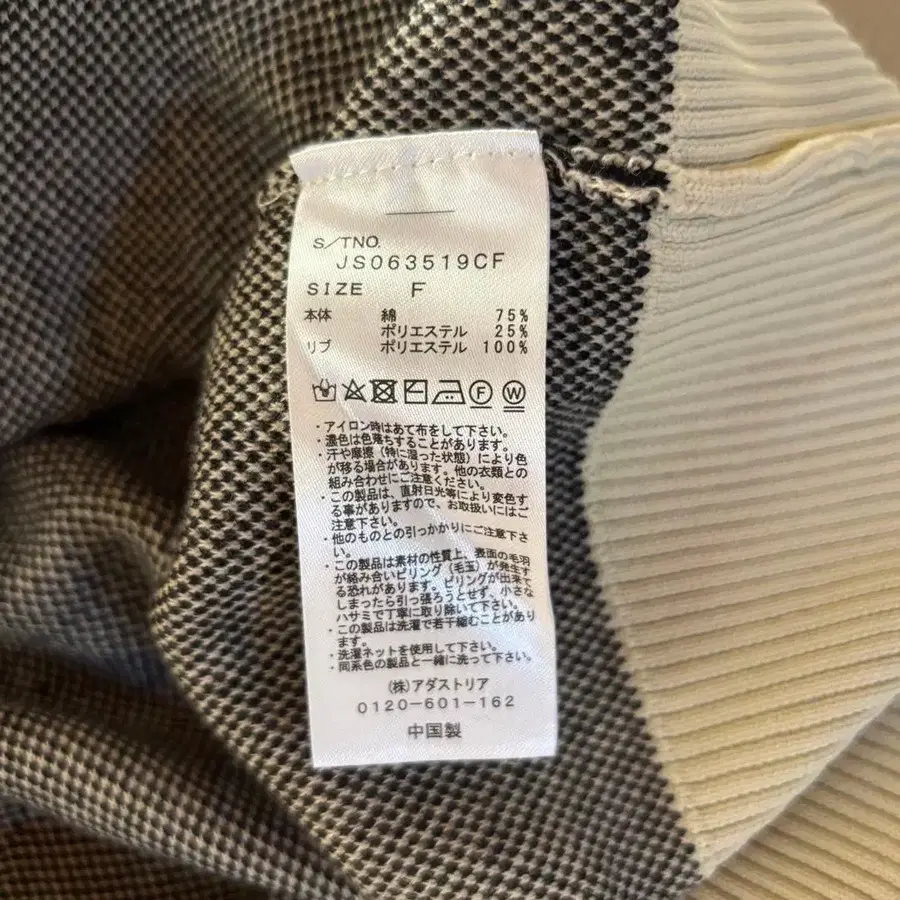 S/TNO.
JS063519CF
SIZE F
本体 綿 75%
ポリエステル 25%
リブ ポリエステル 100%
F W
・アイロン時はあて布をして下さい。
・濃色は色落ちすることがあります。
・汗や摩擦（特に湿った状態）により色
が移る場合があります。他の衣類との
組み合わせにご注意ください。
・この製品は、直射日光等により変色す
る事がありますので、お取扱いにはご
注意下さい。
・他のものとの引っかかりにご注意下さ
い。
・この製品は素材の性質上、表面の毛羽
が絡み合いピリング（毛玉）が発生す
る恐れがあります。ピリングが出来て
しまったら引っ張ろうとせず、小さな
ハサミで丁寧に取り除いて下さい。
・この製品は洗濯で若干縮むことがあり
ます。
・洗濯ネットを使用して下さい。
・同系色の製品と一緒に洗って下さい。
(株)アダストリア
0120-601-162
中国製